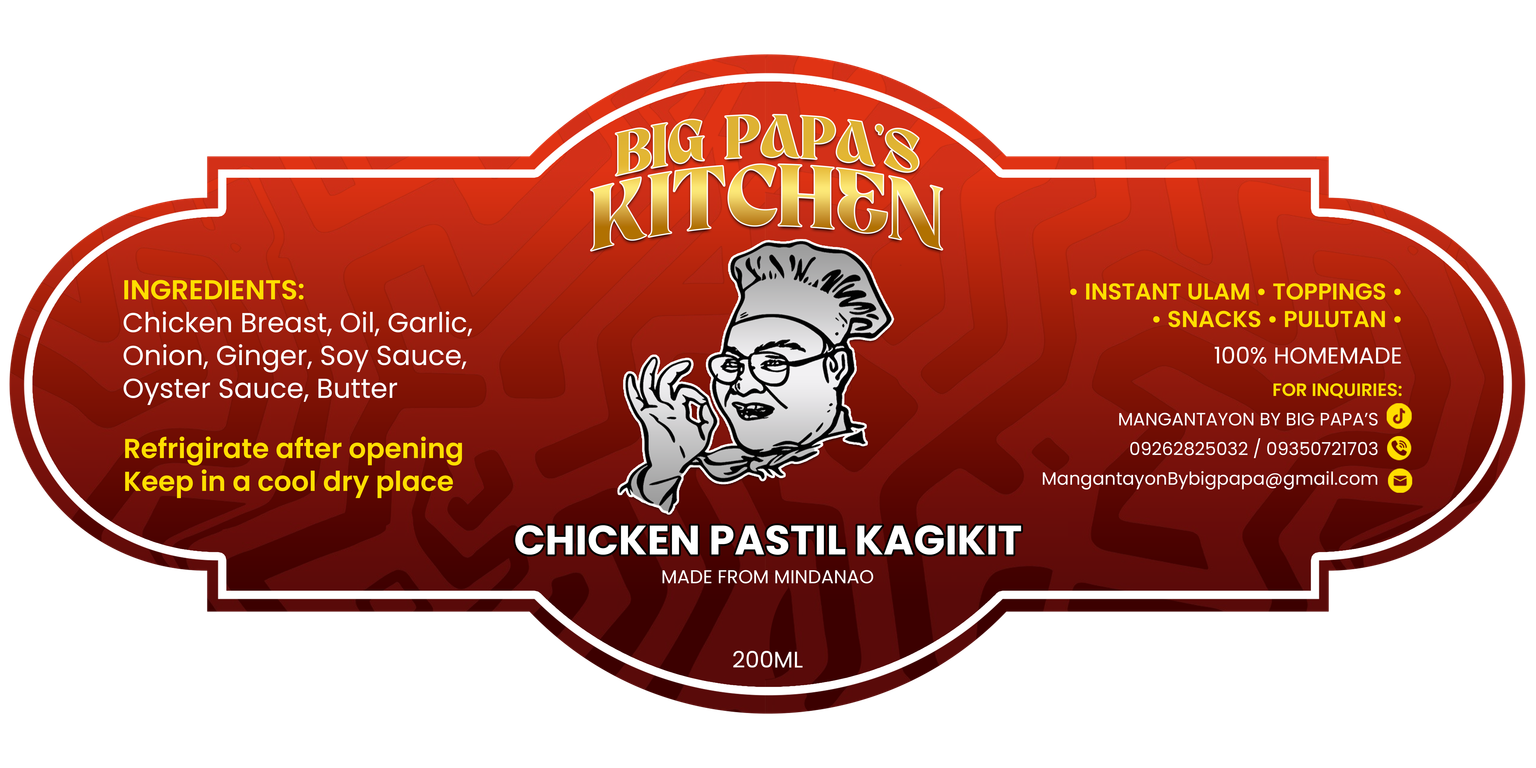 BIG PAPA'S
KITCHEN
INGREDIENTS:
Chicken Breast, Oil, Garlic,
Onion, Ginger, Soy Sauce,
Oyster Sauce, Butter
Refrigirate after opening
Keep in a cool dry place
• INSTANT ULAM • TOPPINGS •
• SNACKS • PULUTAN •
100% HOMEMADE
FOR INQUIRIES:
MANGANTAYON BY BIG PAPA'S
09262825032 / 09350721703
MangantayonBybigpapa@gmail.com
CHICKEN PASTIL KAGIKIT
MADE FROM MINDANAO
200ML